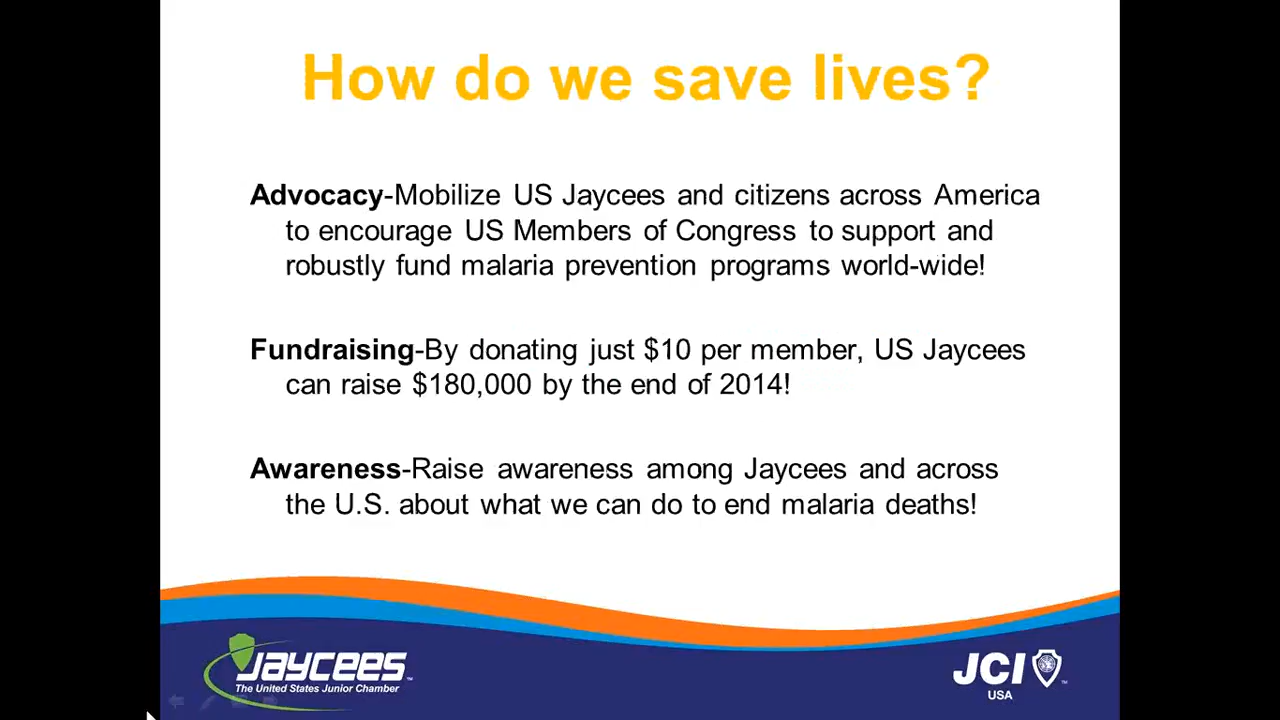 How do we save lives?
Advocacy-Mobilize US Jaycees and citizens across America
to encourage US Members of Congress to support and
robustly fund malaria prevention programs world-wide!
Fundraising-By donating just $10 per member, US Jaycees
can raise $180,000 by the end of 2014!
Awareness-Raise awareness among Jaycees and across
the U.S. about what we can do to end malaria deaths!
Jaycees
The United States Junior Chamber
JCI
USA